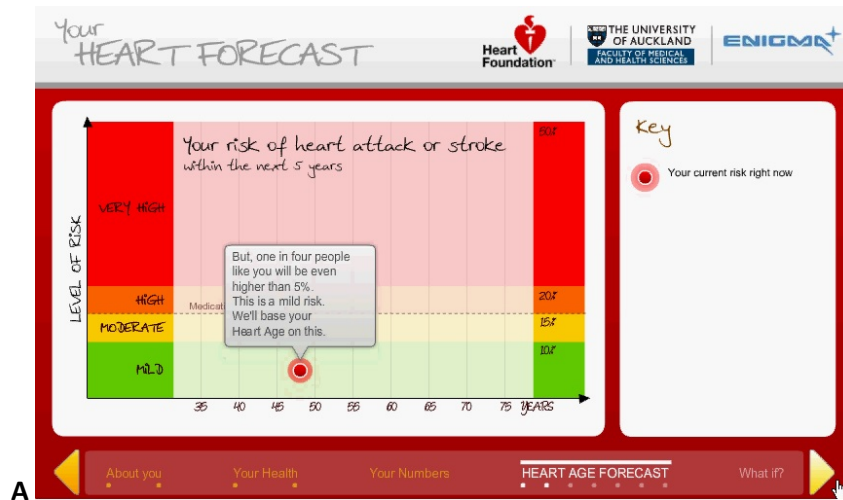 Your
HEART FORECAST
Heart
Foundation
THE UNIVERSITY
OF AUCKLAND
FACULTY OF MEDICAL
AND HEALTH SCIENCES
ENIGMA
Your risk of heart attack or stroke
within the next 5 years
50%
VERY HIGH
LEVEL OF RISK
But, one in four people
like you will be even
higher than 5%.
This is a mild risk.
We'll base your
Heart Age on this.
HIGH
20%
MODERATE
15%
MILD
10%
35 40 45 50 55 60 65 70 75 YEARS
Key
Your current risk right now
About you Your Health Your Numbers HEART AGE FORECAST What if?
A